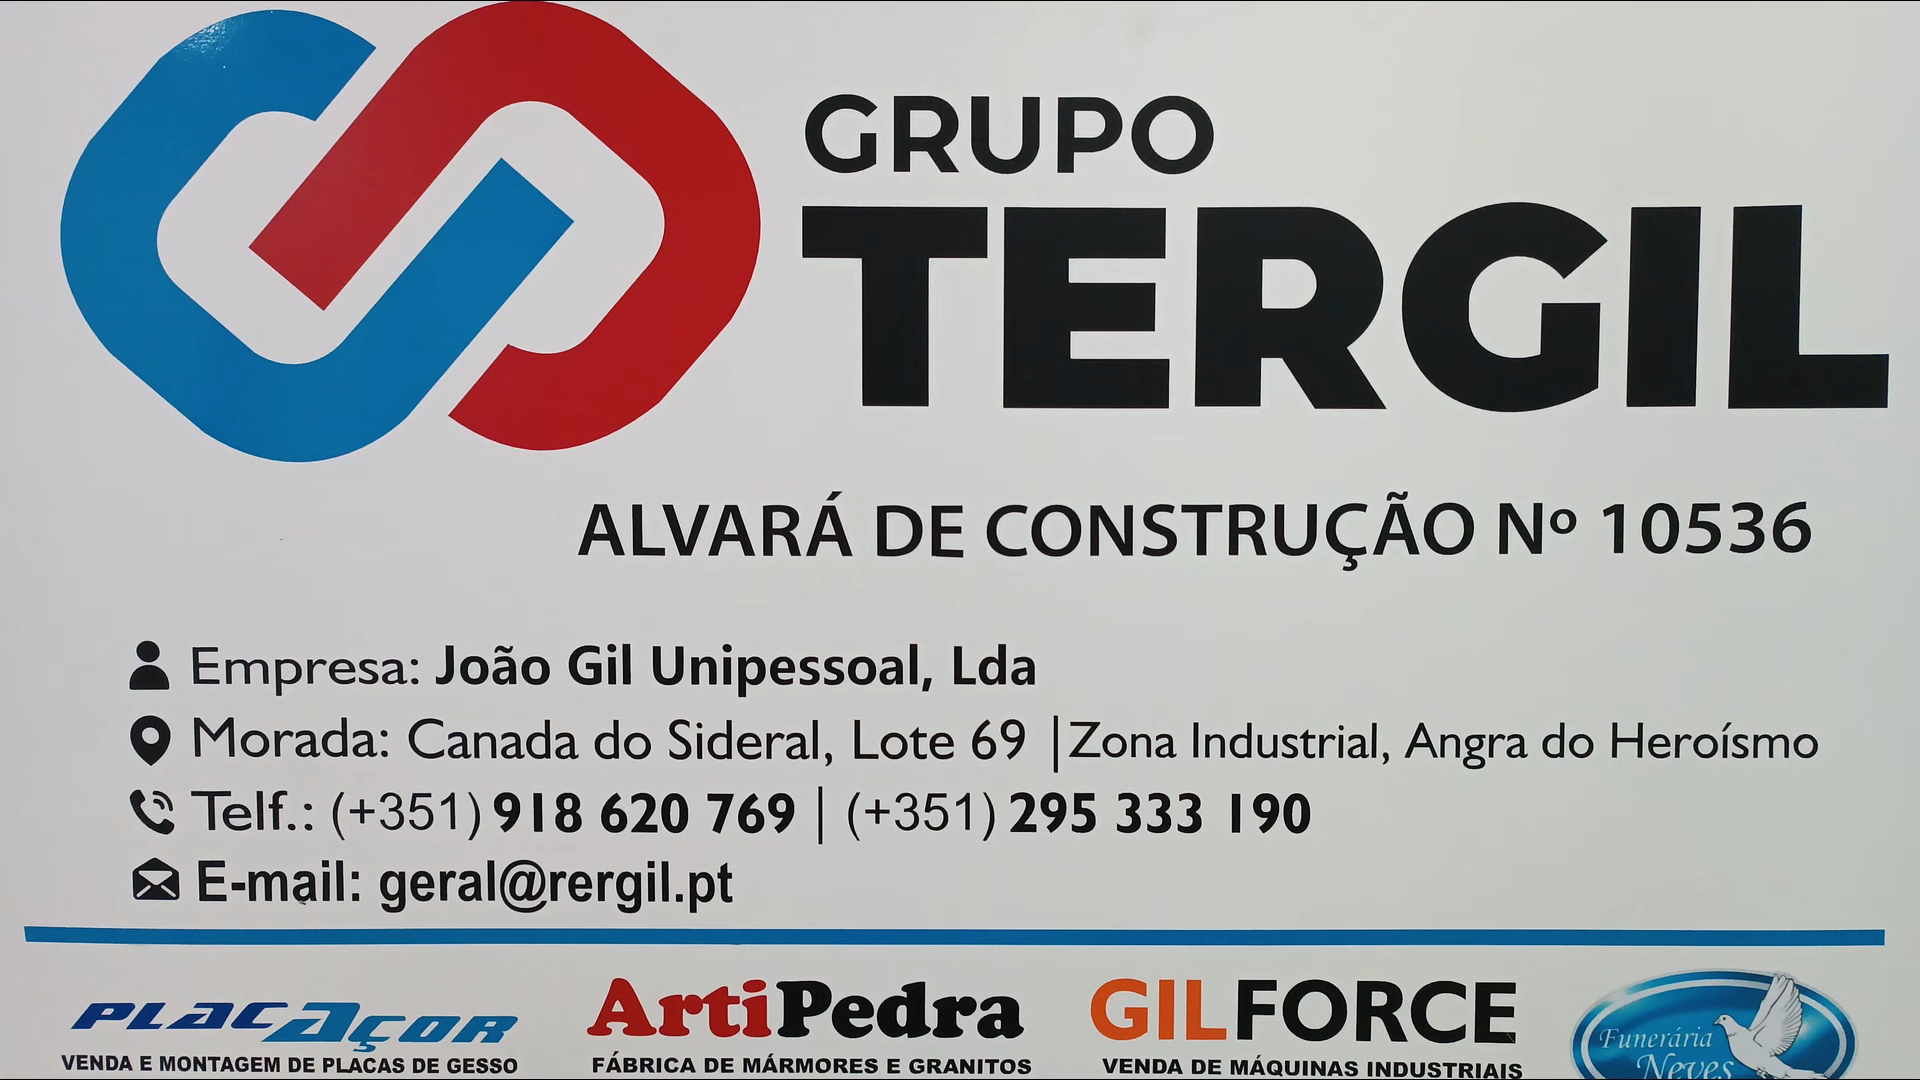 GRUPO
TERGIL
ALVARÁ DE CONSTRUÇÃO Nº 10536
Empresa: João Gil Unipessoal, Lda
Morada: Canada do Sideral, Lote 69 | Zona Industrial, Angra do Heroísmo
Telf.: (+351) 918 620 769 | (+351) 295 333 190
E-mail: geral@rergil.pt
PLACAÇOR
VENDA E MONTAGEM DE PLACAS DE GESSO
ArtiPedra
FÁBRICA DE MÁRMORES E GRANITOS
GILFORCE
VENDA DE MÁQUINAS INDUSTRIAIS
Funerária
Neves